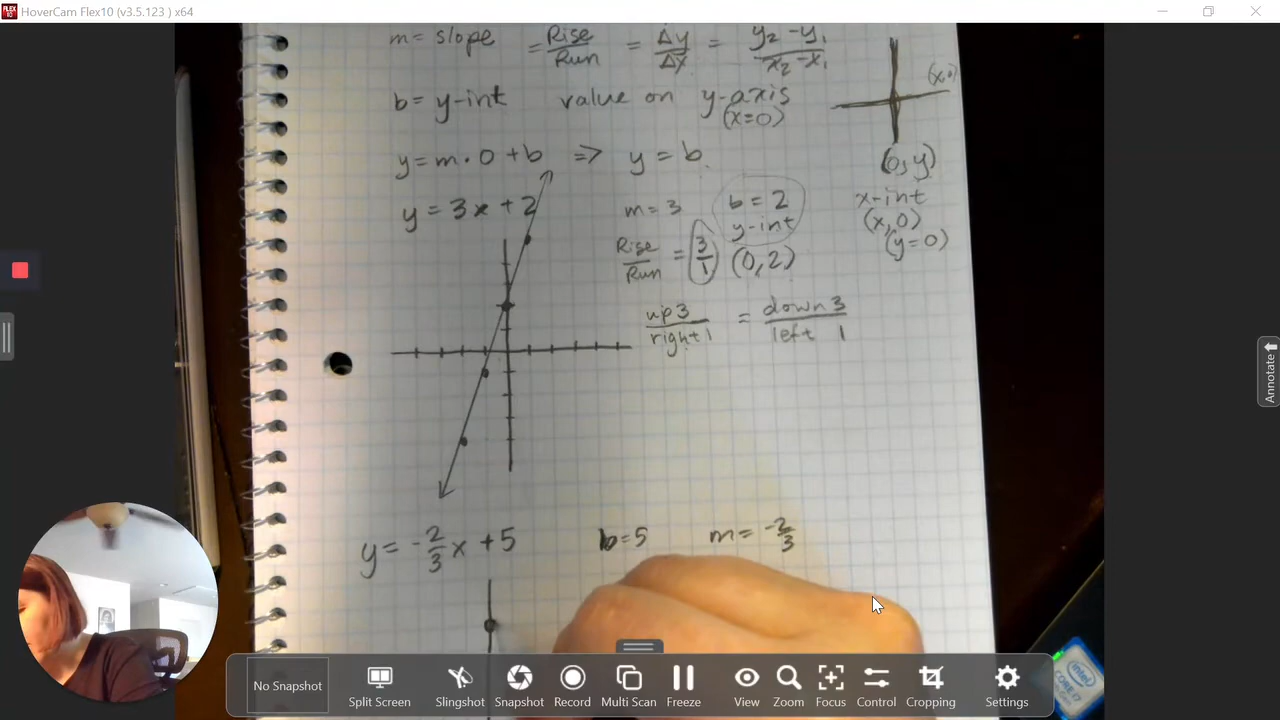 HoverCam Flex10 (v3.5.123 ) x64
m = slope = Rise/Run = Δy/Δx = y₂-y₁/x₂-x₁
(x,0)
b = y-int value on y-axis
(x=0)
y = m · 0 + b => y = b
(0,y)
y = 3x + 2
m = 3
b = 2
y-int
x-int
(x,0)
(y=0)
Rise/Run = 3/1 (0,2)
up 3/right 1 = down 3/left 1
y = -2/3 x + 5 b=5 m = -2/3
Annotate
No Snapshot
Split Screen
Slingshot
Snapshot
Record
Multi Scan
Freeze
View
Zoom
Focus
Control
Cropping
Settings